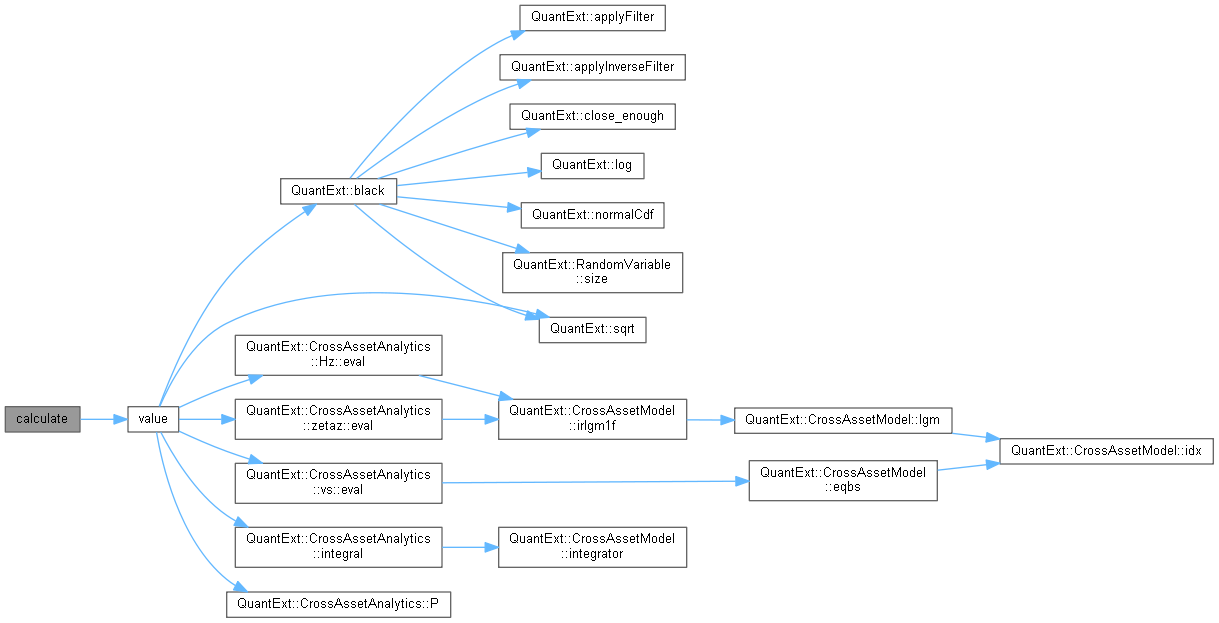 QuantExt::applyFilter
QuantExt::applyInverseFilter
QuantExt::close_enough
QuantExt::log
QuantExt::black
QuantExt::normalCdf
QuantExt::RandomVariable
::size
QuantExt::sqrt
QuantExt::CrossAssetAnalytics
::Hz::eval
calculate
value
QuantExt::CrossAssetAnalytics
::zetaz::eval
QuantExt::CrossAssetModel
::irlgm1f
QuantExt::CrossAssetModel::lgm
QuantExt::CrossAssetModel::idx
QuantExt::CrossAssetAnalytics
::vs::eval
QuantExt::CrossAssetModel
::eqbs
QuantExt::CrossAssetAnalytics
::integral
QuantExt::CrossAssetModel
::integrator
QuantExt::CrossAssetAnalytics::P